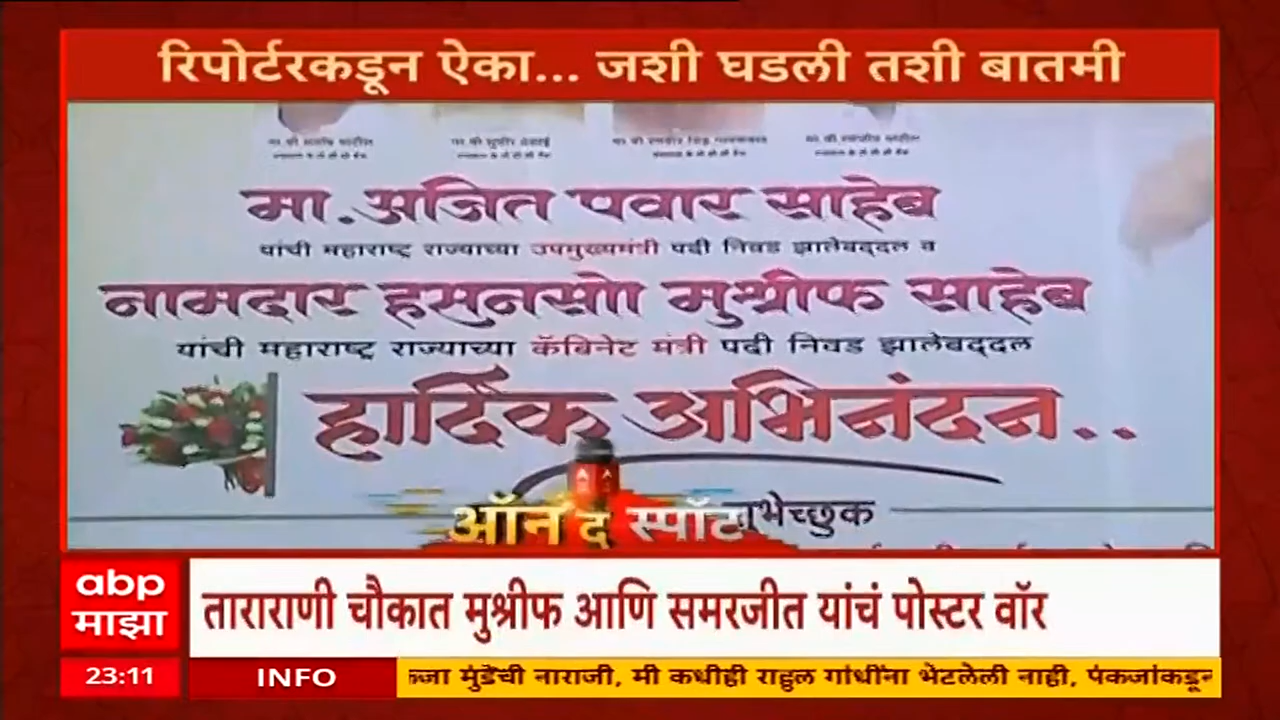 रिपोर्टरकडून ऐका... जशी घडली तशी बातमी
मा.अजित पवार साहेब
यांची महाराष्ट्र राज्याच्या उपमुख्यमंत्री पदी निवड झालेबद्दल व
नामदार हसनसाो मुश्रीफ साहेब
यांची महाराष्ट्र राज्याच्या कॅबिनेट मंत्री पदी निवड झालेबद्दल
हार्दिक अभिनंदन..
ऑन द स्पॉट
abp
माझा
ताराराणी चौकात मुश्रीफ आणि समरजीत यांचं पोस्टर वॉर
23:11
INFO
मुंडेंची नाराजी, मी कधीही राहुल गांधींना भेटलेली नाही, पंकजांकडून